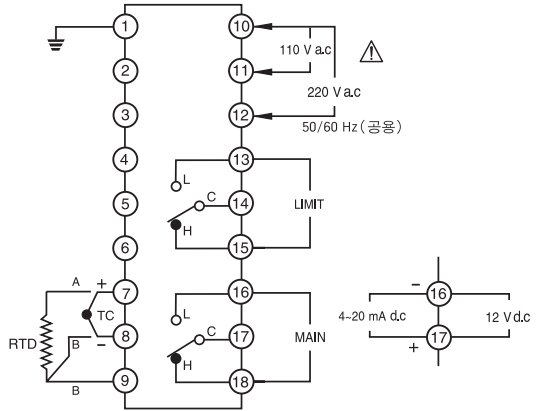 1 10
110 V a.c
2 11
220 V a.c
3 12
50/60 Hz (공용)
4 13
L
5 C 14 LIMIT
H
6 15
A + 7 16
TC L
RTD B - 8 C 17 MAIN
H
B 9 18
- 16
4~20 mA d.c 12 V d.c
+ 17